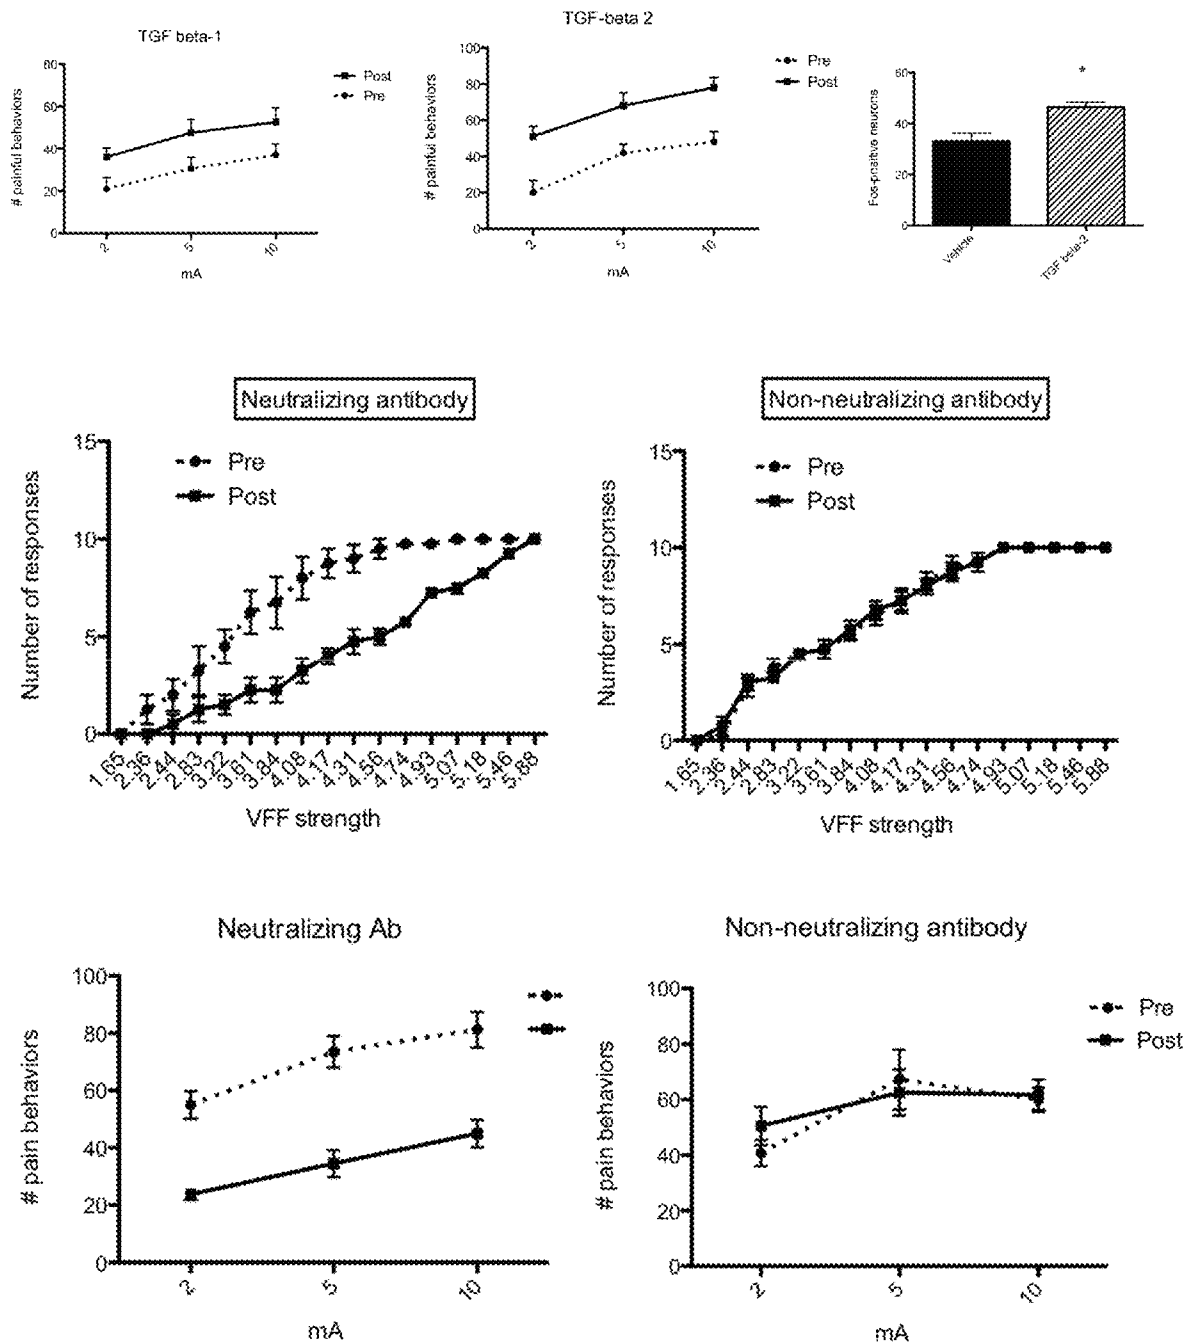 TGF beta-1
# painful behaviors
80
60
40
20
0
2
5
10
mA
Post
Pre
TGF-beta 2
# painful behaviors
100
80
60
40
20
0
2
5
10
mA
Pre
Post
Fos-positive neurons
60
40
20
0
*
Vehicle
TGF beta-2
Neutralizing antibody
Number of responses
15
10
5
0
Pre
Post
1.65
2.36
2.44
2.83
3.22
3.61
3.84
4.08
4.17
4.31
4.56
4.74
4.93
5.07
5.18
5.46
5.88
VFF strength
Non-neutralizing antibody
Number of responses
15
10
5
0
Pre
Post
1.65
2.36
2.44
2.83
3.22
3.61
3.84
4.08
4.17
4.31
4.56
4.74
4.93
5.07
5.18
5.46
5.88
VFF strength
Neutralizing Ab
# pain behaviors
100
80
60
40
20
0
2
5
10
mA
Non-neutralizing antibody
# pain behaviors
100
80
60
40
20
0
2
5
10
mA
Pre
Post